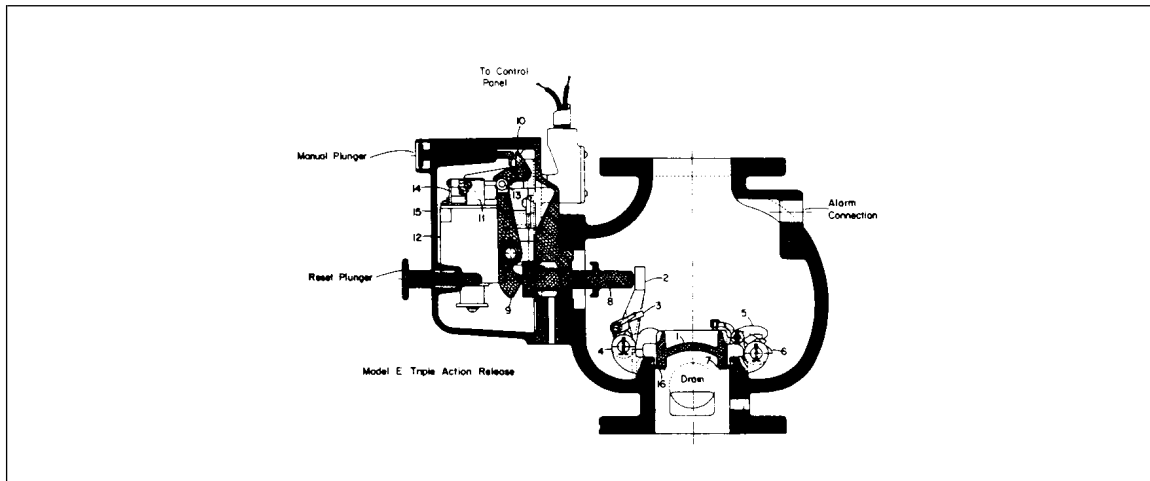 To Control
Panel
10
Manual Plunger
14
13
15
11
Alarm
Connection
12
Reset Plunger
2
8
9
3
5
1
4
6
7
Model E Triple Action Release
16
Drain